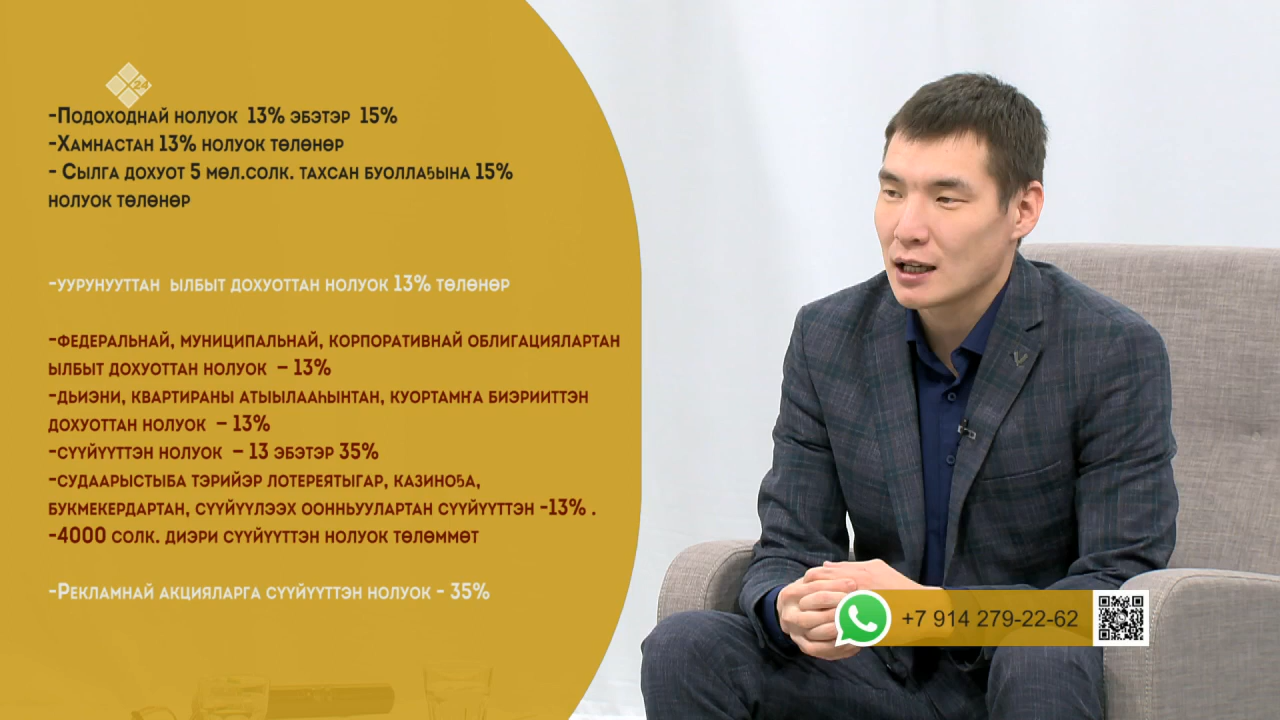 24
-Подоходнай нолуок 13% эбэтэр 15%
-Хамнастан 13% нолуок төлөнөр
- Сылга дохуот 5 мөл.солк. тахсан буоллаҕына 15%
нолуок төлөнөр
-уурунууттан ылбыт дохуоттан нолуок 13% төлөнөр
-федеральнай, муниципальнай, корпоративнай облигациялартан
ылбыт дохуоттан нолуок – 13%
-дьиэни, квартираны атыылааһынтан, куортамҥа биэрииттэн
дохуоттан нолуок – 13%
-сүүйүүттэн нолуок – 13 эбэтэр 35%
-судаарыстыба тэрийэр лотереятыгар, казиноҕа,
букмекердартан, сүүйүүлээх оонньуулартан сүүйүүттэн -13% .
-4000 солк. диэри сүүйүүттэн нолуок төлөммөт
-Рекламнай акцияларга сүүйүүттэн нолуок - 35%
+7 914 279-22-62